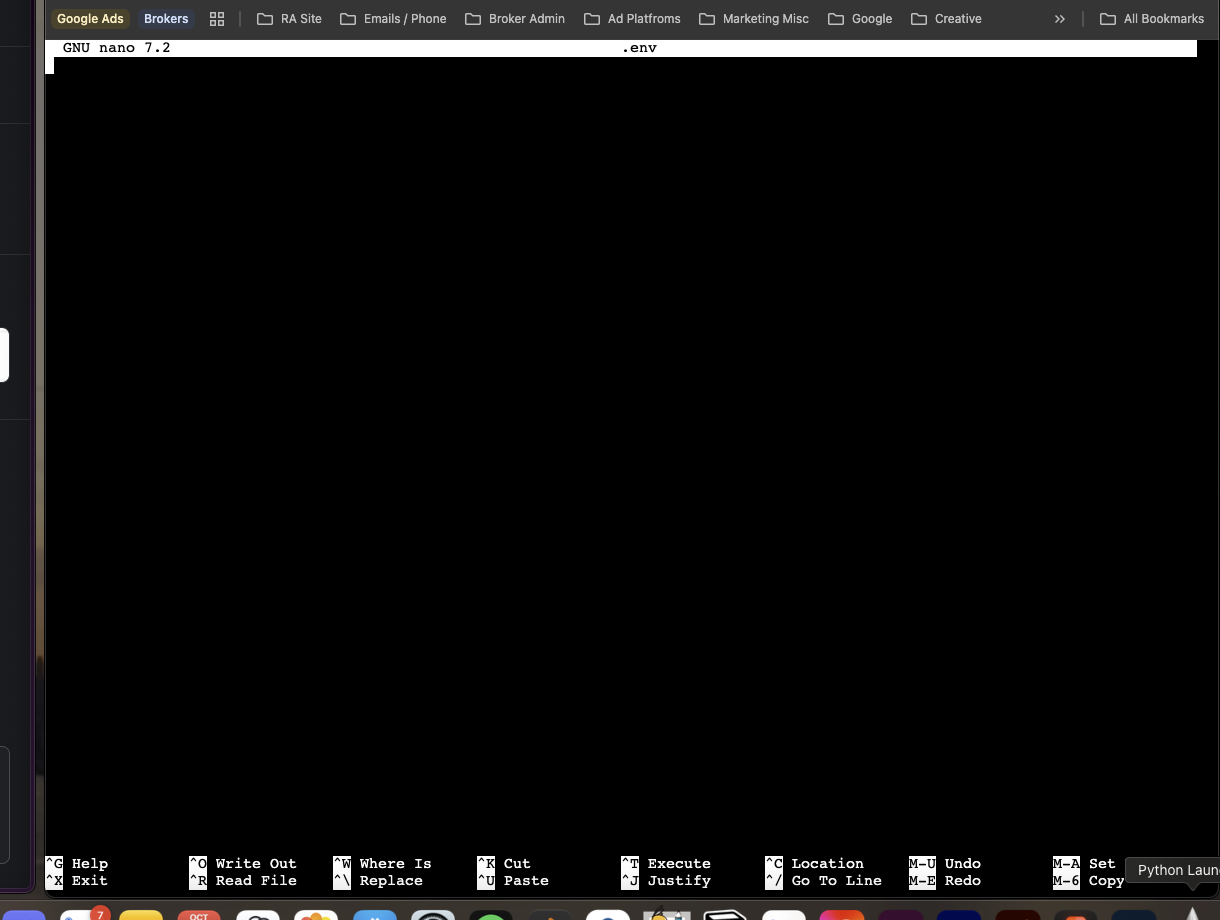 Google Ads Brokers RA Site Emails / Phone Broker Admin Ad Platfroms Marketing Misc Google Creative » All Bookmarks
GNU nano 7.2 .env
^G Help ^O Write Out ^W Where Is ^K Cut ^T Execute ^C Location M-U Undo M-A Set
^X Exit ^R Read File ^\ Replace ^U Paste ^J Justify ^/ Go To Line M-E Redo M-6 Copy
Python Laun
7
OCT